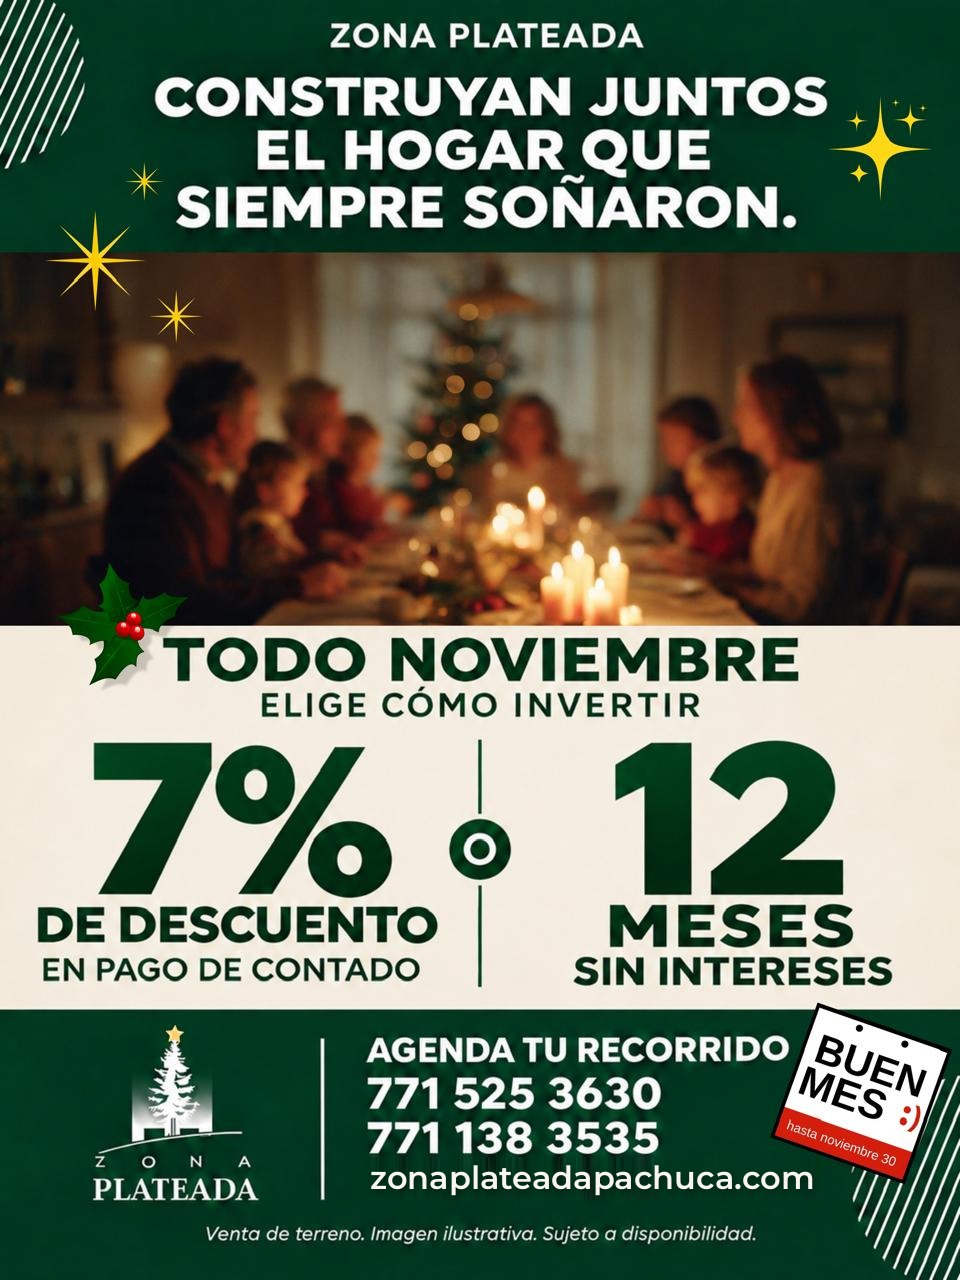 ZONA PLATEADA
CONSTRUYAN JUNTOS
EL HOGAR QUE
SIEMPRE SOÑARON.
TODO NOVIEMBRE
ELIGE CÓMO INVERTIR
7%
DE DESCUENTO
EN PAGO DE CONTADO
O
12
MESES
SIN INTERESES
ZONA
PLATEADA
AGENDA TU RECORRIDO
771 525 3630
771 138 3535
zonaplateadapachuca.com
BUEN
MES :)
hasta noviembre 30
Venta de terreno. Imagen ilustrativa. Sujeto a disponibilidad.